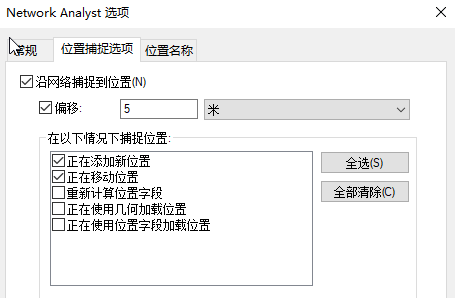 Network Analyst 选项
常规 位置捕捉选项 位置名称
沿网络捕捉到位置(N)
偏移: 5 米
在以下情况下捕捉位置:
正在添加新位置 全选(S)
正在移动位置
重新计算位置字段 全部清除(C)
正在使用几何加载位置
正在使用位置字段加载位置